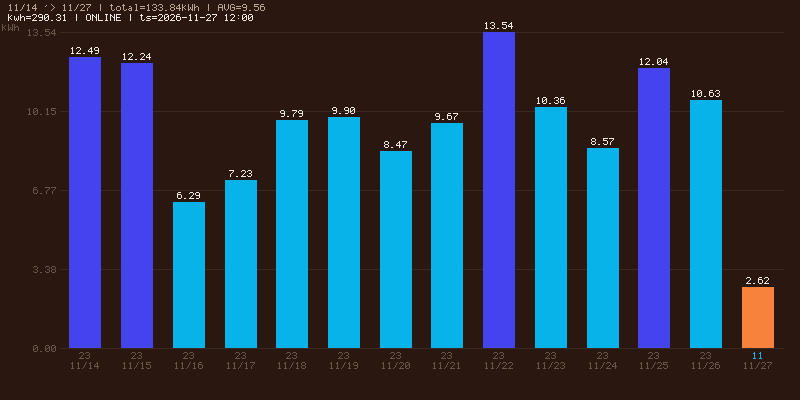 11/14 -> 11/27 | total=133.84kWh | AVG=9.56
Kwh=290.31 | ONLINE | ts=2026-11-27 12:00
kWh
13.54
10.15
6.77
3.38
0.00
12.49 12.24 6.29 7.23 9.79 9.90 8.47 9.67 13.54 10.36 8.57 12.04 10.63 2.62
23 23 23 23 23 23 23 23 23 23 23 23 23 11
11/14 11/15 11/16 11/17 11/18 11/19 11/20 11/21 11/22 11/23 11/24 11/25 11/26 11/27